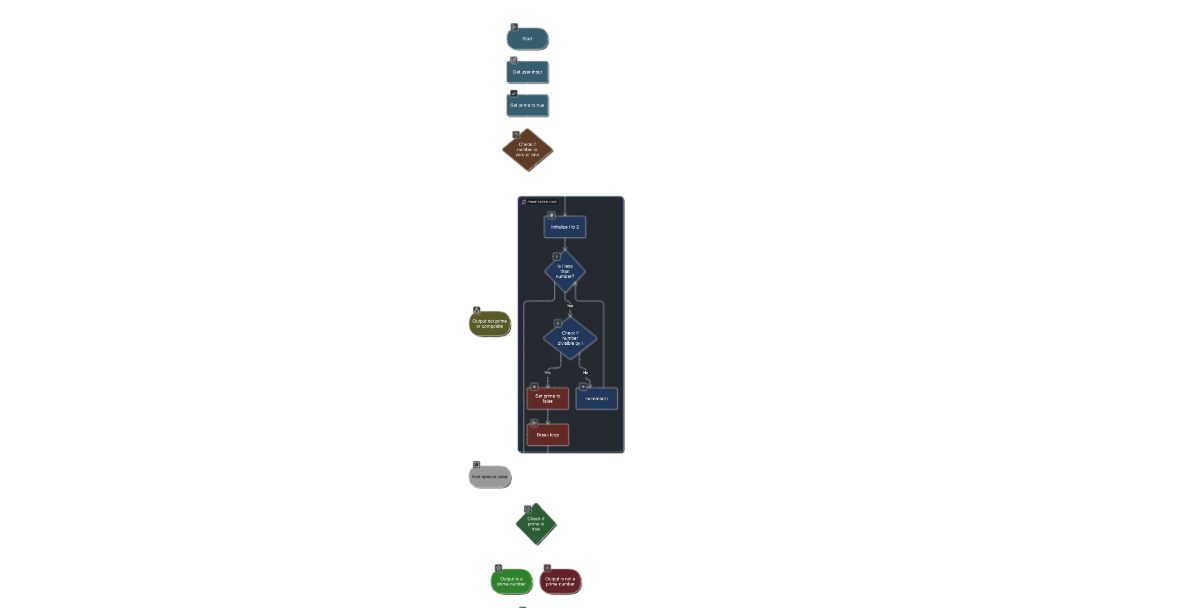 Start
Get user input
Set prime to true
Check if
number is
zero or one
Initialize i to 2
Is i less
than
number?
Yes
Output not prime
or composite
Check if
number
divisible by i
Yes
No
Set prime to
false
Increment i
Break loop
End special case
Check if
prime is
true
Output is a
prime number
Output is not a
prime number